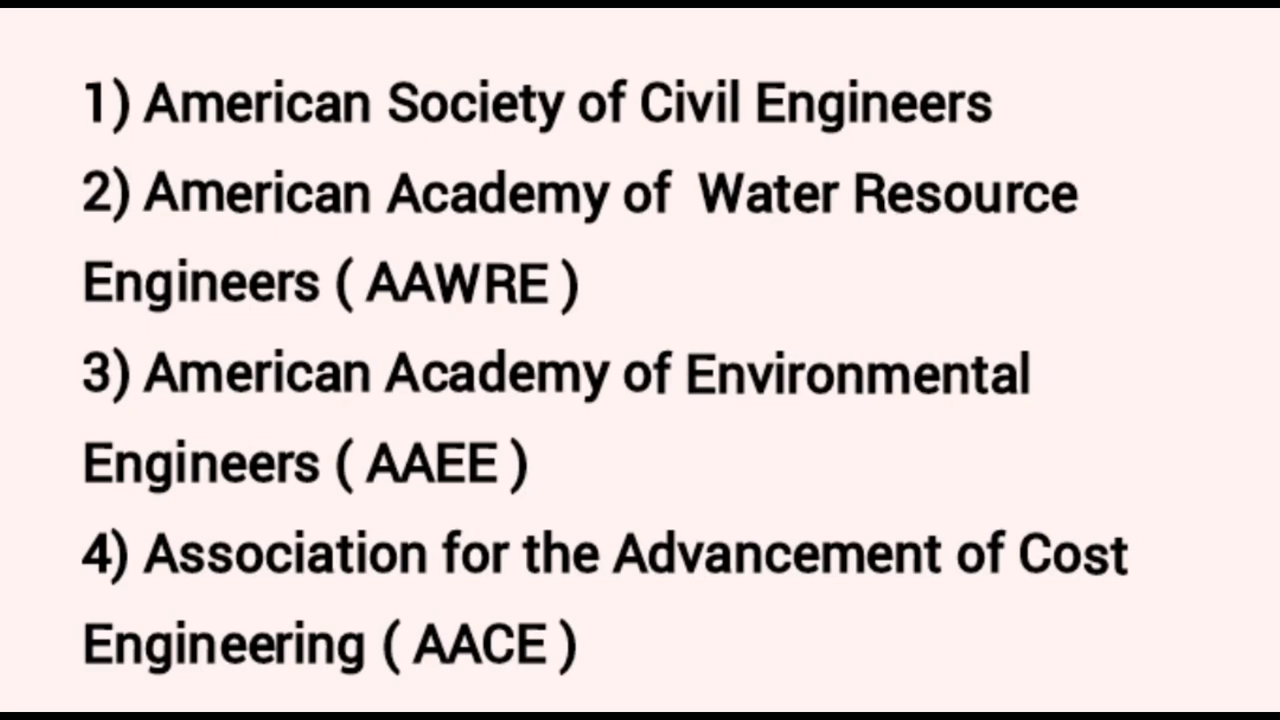 1) American Society of Civil Engineers
2) American Academy of  Water Resource
Engineers ( AAWRE )
3) American Academy of Environmental
Engineers ( AAEE )
4) Association for the Advancement of Cost
Engineering ( AACE )